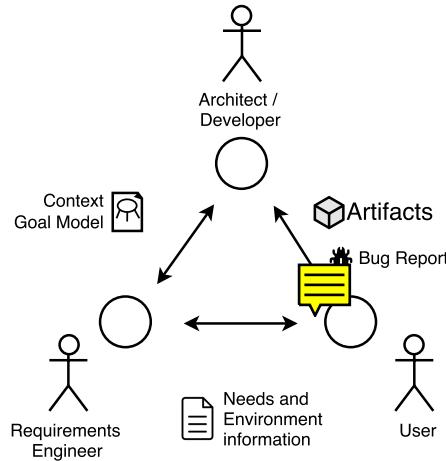 Architect /
Developer
Context
Goal Model
Artifacts
Bug Report
Needs and
Environment
information
Requirements
Engineer
User